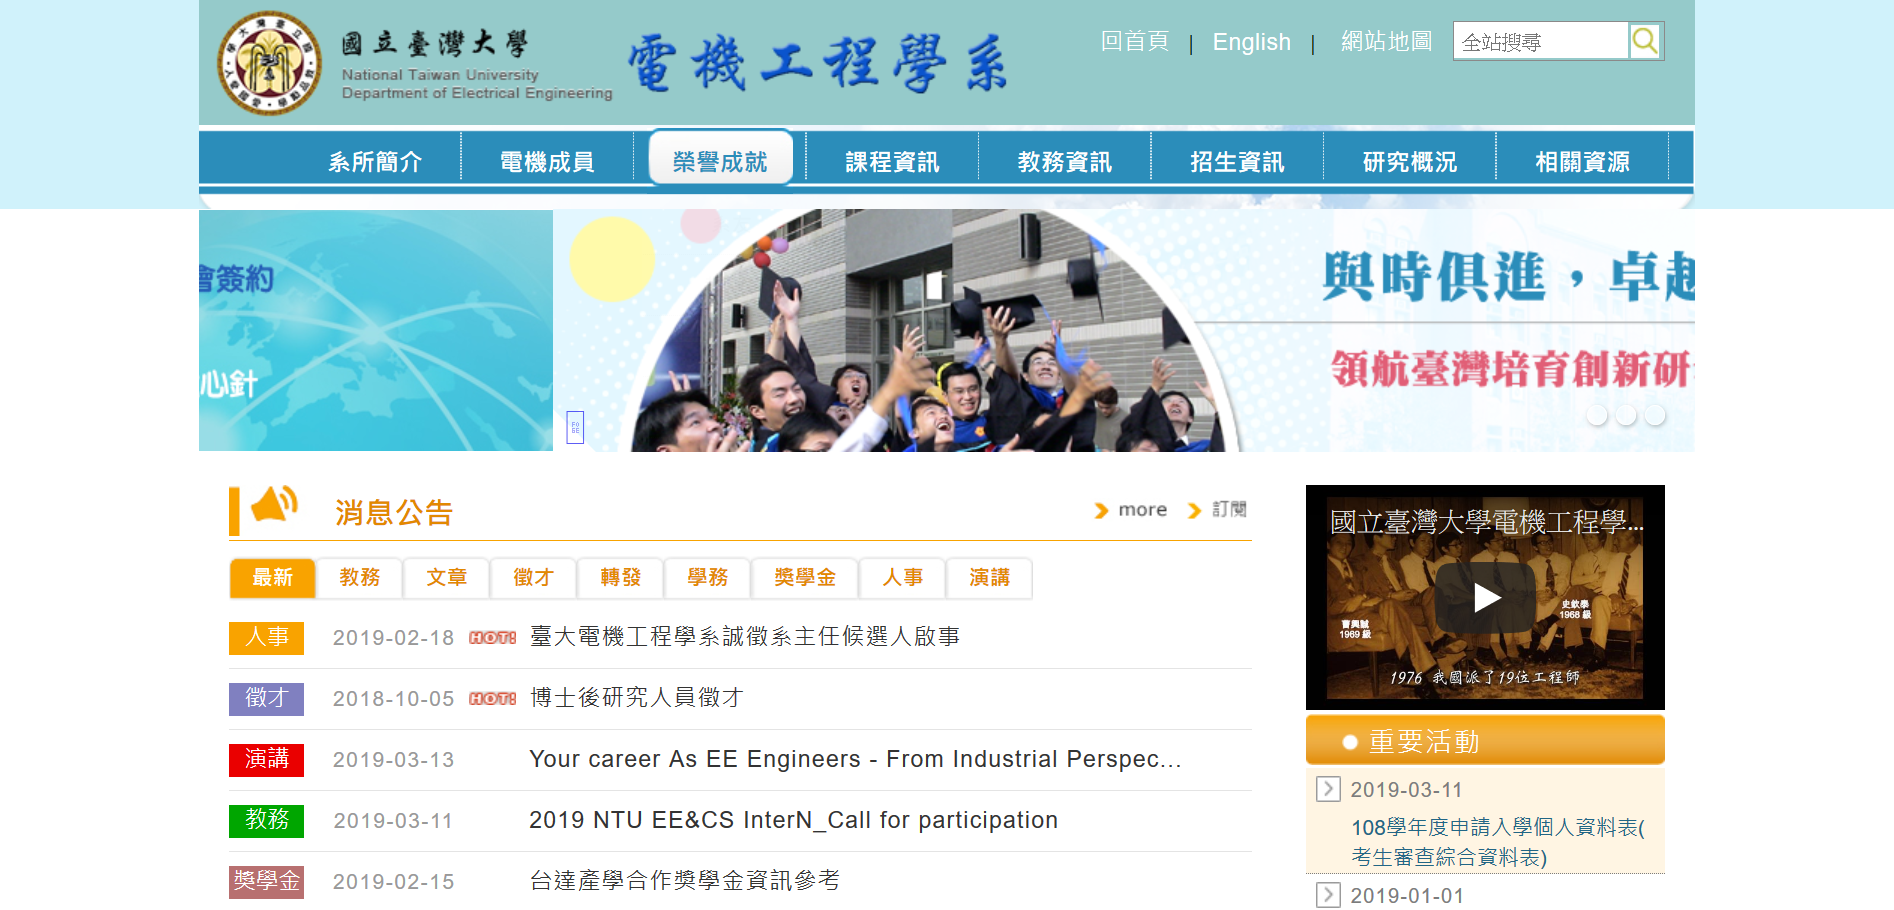 國立臺灣大學
National Taiwan University
Department of Electrical Engineering
電機工程學系
回首頁 | English | 網站地圖
全站搜尋
系所簡介 電機成員 榮譽成就 課程資訊 教務資訊 招生資訊 研究概況 相關資源
會簽約
心針
與時俱進，卓越
領航臺灣培育創新研
消息公告
more 訂閱
最新 教務 文章 徵才 轉發 學務 獎學金 人事 演講
人事 2019-02-18 HOT! 臺大電機工程學系誠徵系主任候選人啟事
徵才 2018-10-05 HOT! 博士後研究人員徵才
演講 2019-03-13 Your career As EE Engineers - From Industrial Perspec...
教務 2019-03-11 2019 NTU EE&CS InterN_Call for participation
獎學金 2019-02-15 台達產學合作獎學金資訊參考
國立臺灣大學電機工程學...
史欽泰
1968 級
曹興誠
1969 級
1976 我國派了19位工程師
重要活動
2019-03-11
108學年度申請入學個人資料表(
考生審查綜合資料表)
2019-01-01